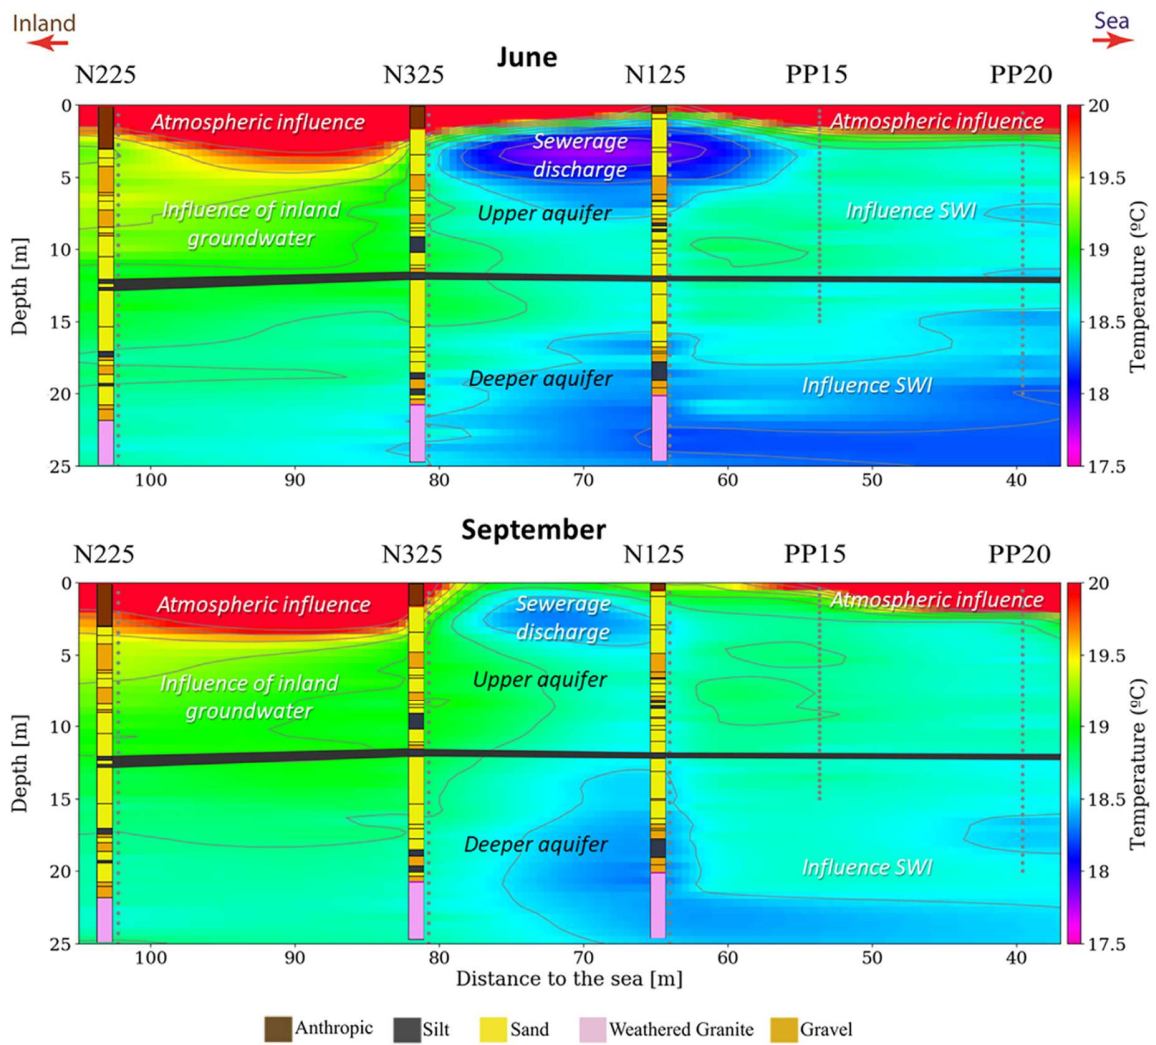 Inland
Sea
June
N225 N325 N125 PP15 PP20
Atmospheric influence
Atmospheric influence
Sewerage
discharge
Influence of inland
groundwater
Upper aquifer
Influence SWI
Deeper aquifer
Influence SWI
0
5
10
15
20
25
Depth [m]
100 90 80 70 60 50 40
20
19.5
19
18.5
18
17.5
Temperature (ºC)
September
N225 N325 N125 PP15 PP20
Atmospheric influence
Sewerage
discharge
Atmospheric influence
Influence of inland
groundwater
Upper aquifer
Deeper aquifer
Influence SWI
0
5
10
15
20
25
Depth [m]
100 90 80 70 60 50 40
Distance to the sea [m]
20
19.5
19
18.5
18
17.5
Temperature (ºC)
Anthropic Silt Sand Weathered Granite Gravel